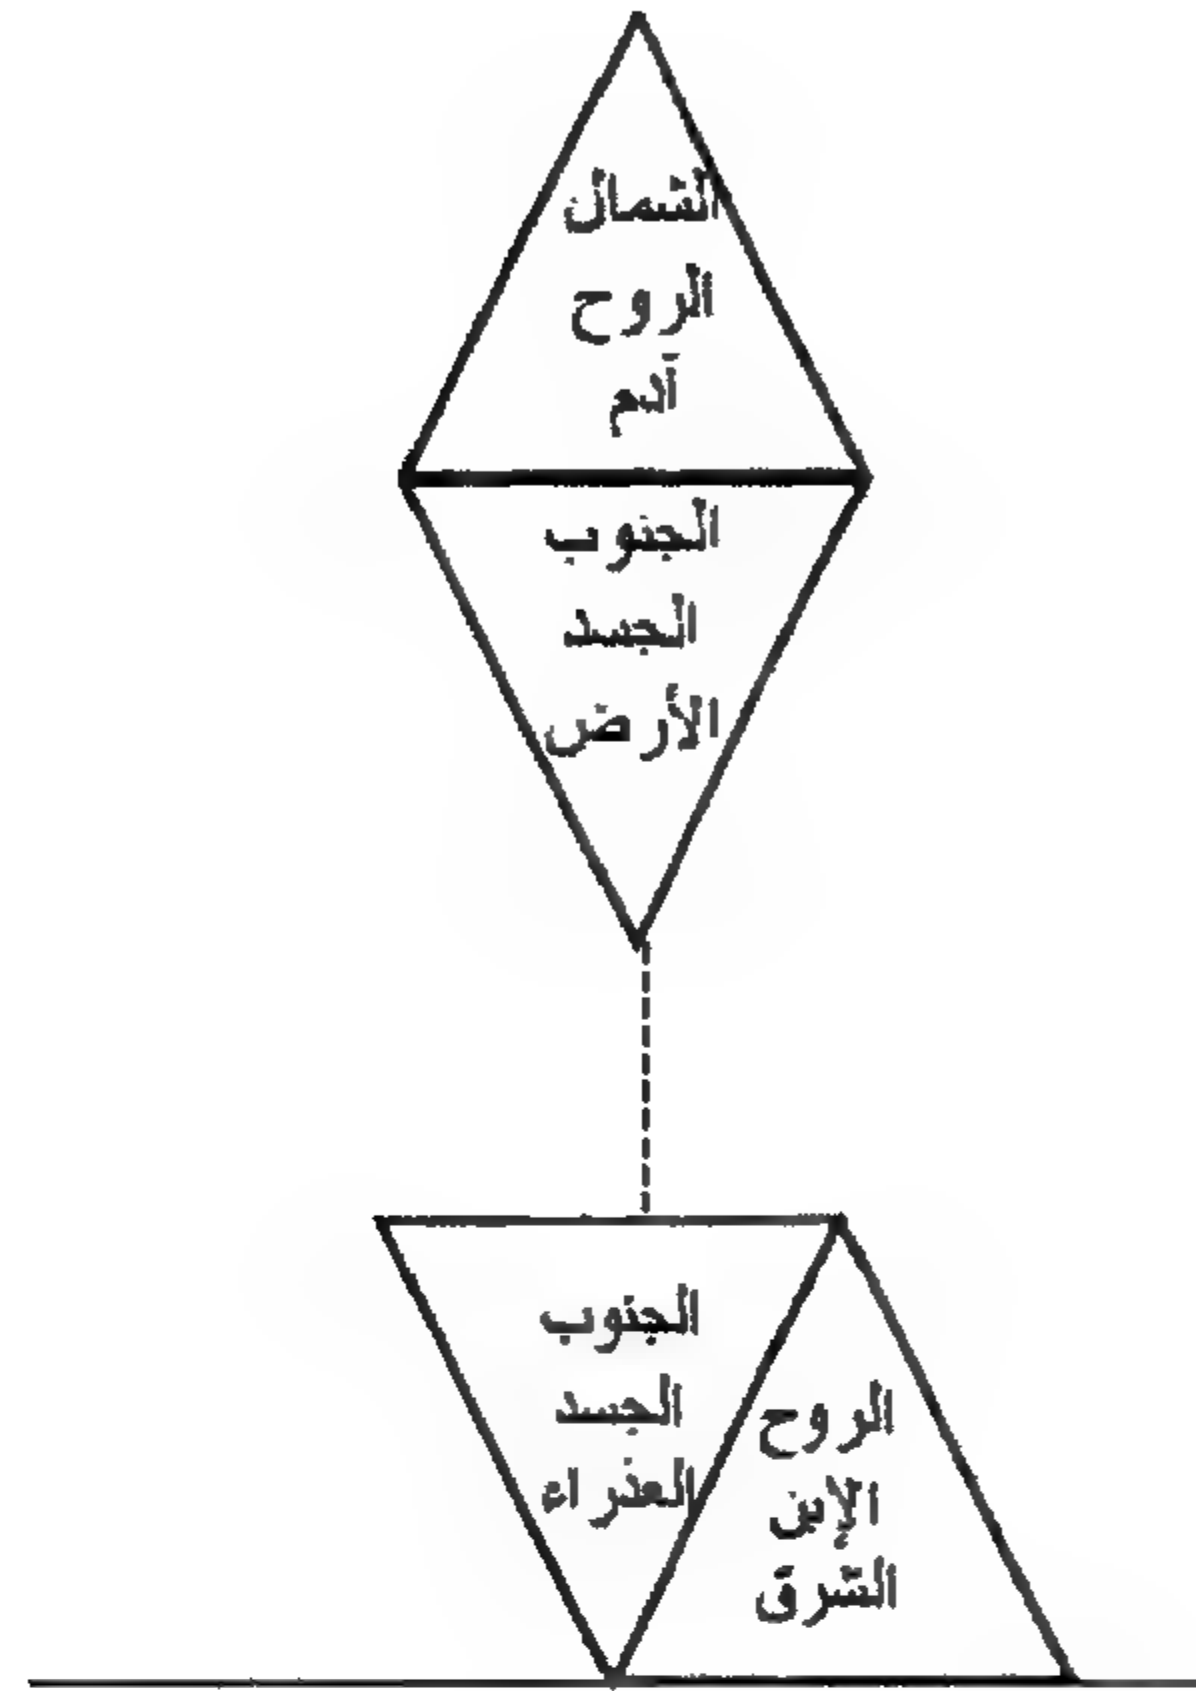 الشمال
الروح
آدم
الجنوب
الجسد
الأرض
الجنوب
الجسد
العذراء
الروح
الإبن
الشرق